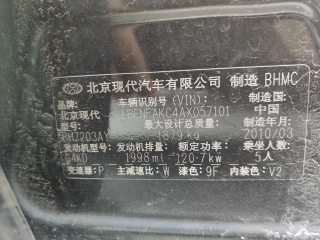 北京现代汽车有限公司 制造 BHMC
北京现代 车辆识别号(VIN): 制造国:
LBENFAKC4AX057101 中国
最大设计总质量: 制造年月:
BH7203AY 1879kg 2010/03
发动机型号: 发动机排量: 额定功率: 乘坐人数
G4KD 1998ml 120.7kw 5人
变速器:P 主减速比:W 漆色:9F 内装色:V2